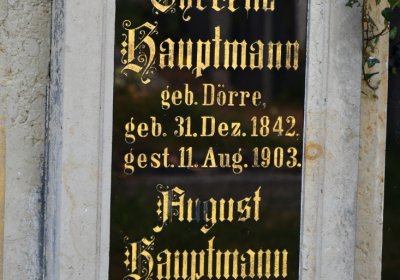 Hauptmann
geb. Dörre,
geb. 31. Dez. 1842.
gest. 11. Aug. 1903.
August
Hauptmann